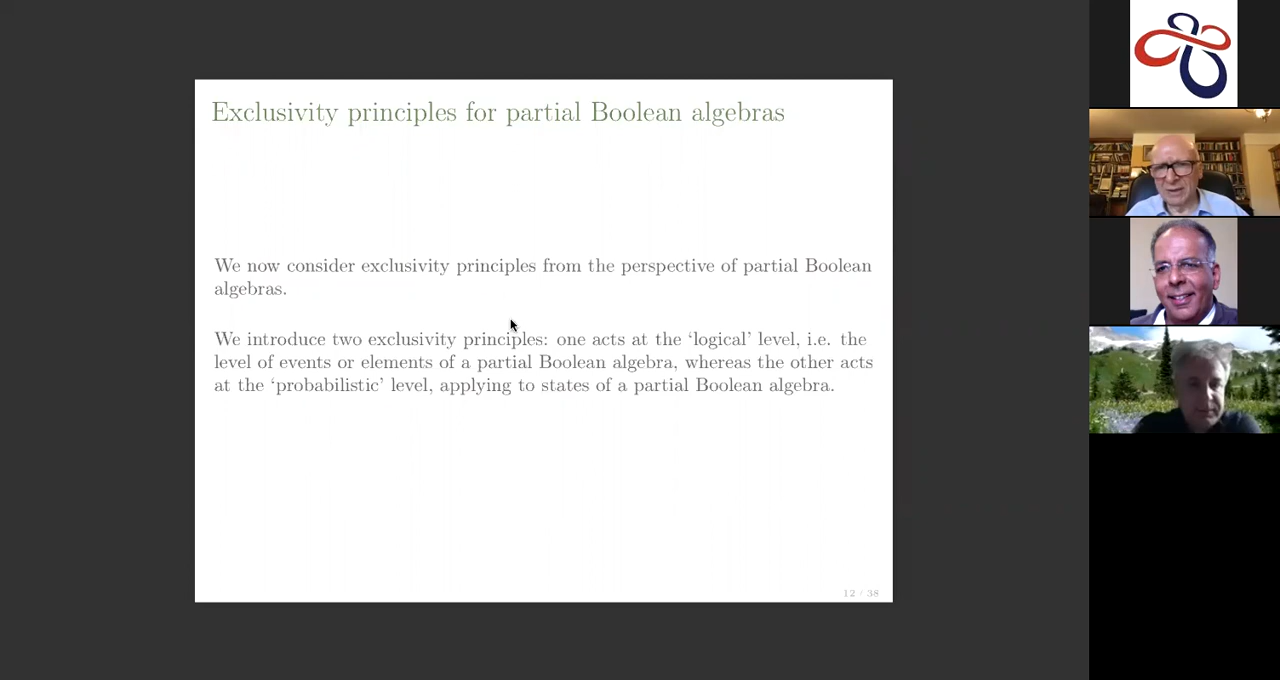 Exclusivity principles for partial Boolean algebras
We now consider exclusivity principles from the perspective of partial Boolean
algebras.
We introduce two exclusivity principles: one acts at the ‘logical’ level, i.e. the
level of events or elements of a partial Boolean algebra, whereas the other acts
at the ‘probabilistic’ level, applying to states of a partial Boolean algebra.
12 / 38